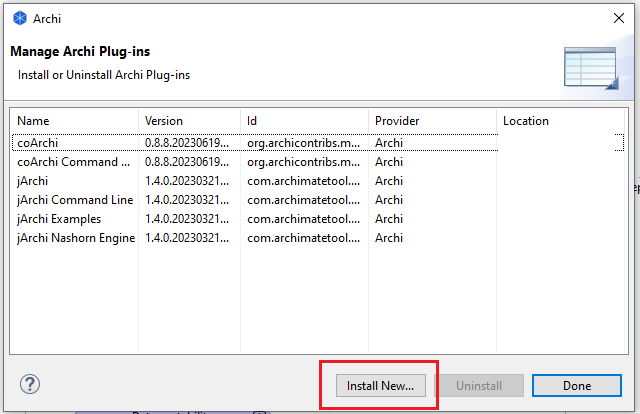 Archi
Manage Archi Plug-ins
Install or Uninstall Archi Plug-ins
Name Version Id Provider Location
coArchi 0.8.8.20230619... org.archicontribs.m... Archi
coArchi Command ... 0.8.8.20230619... org.archicontribs.m... Archi
jArchi 1.4.0.20230321... com.archimatetool.... Archi
jArchi Command Line 1.4.0.20230321... com.archimatetool.... Archi
jArchi Examples 1.4.0.20230321... com.archimatetool.... Archi
jArchi Nashorn Engine 1.4.0.20230321... com.archimatetool.... Archi
? Install New... Uninstall Done